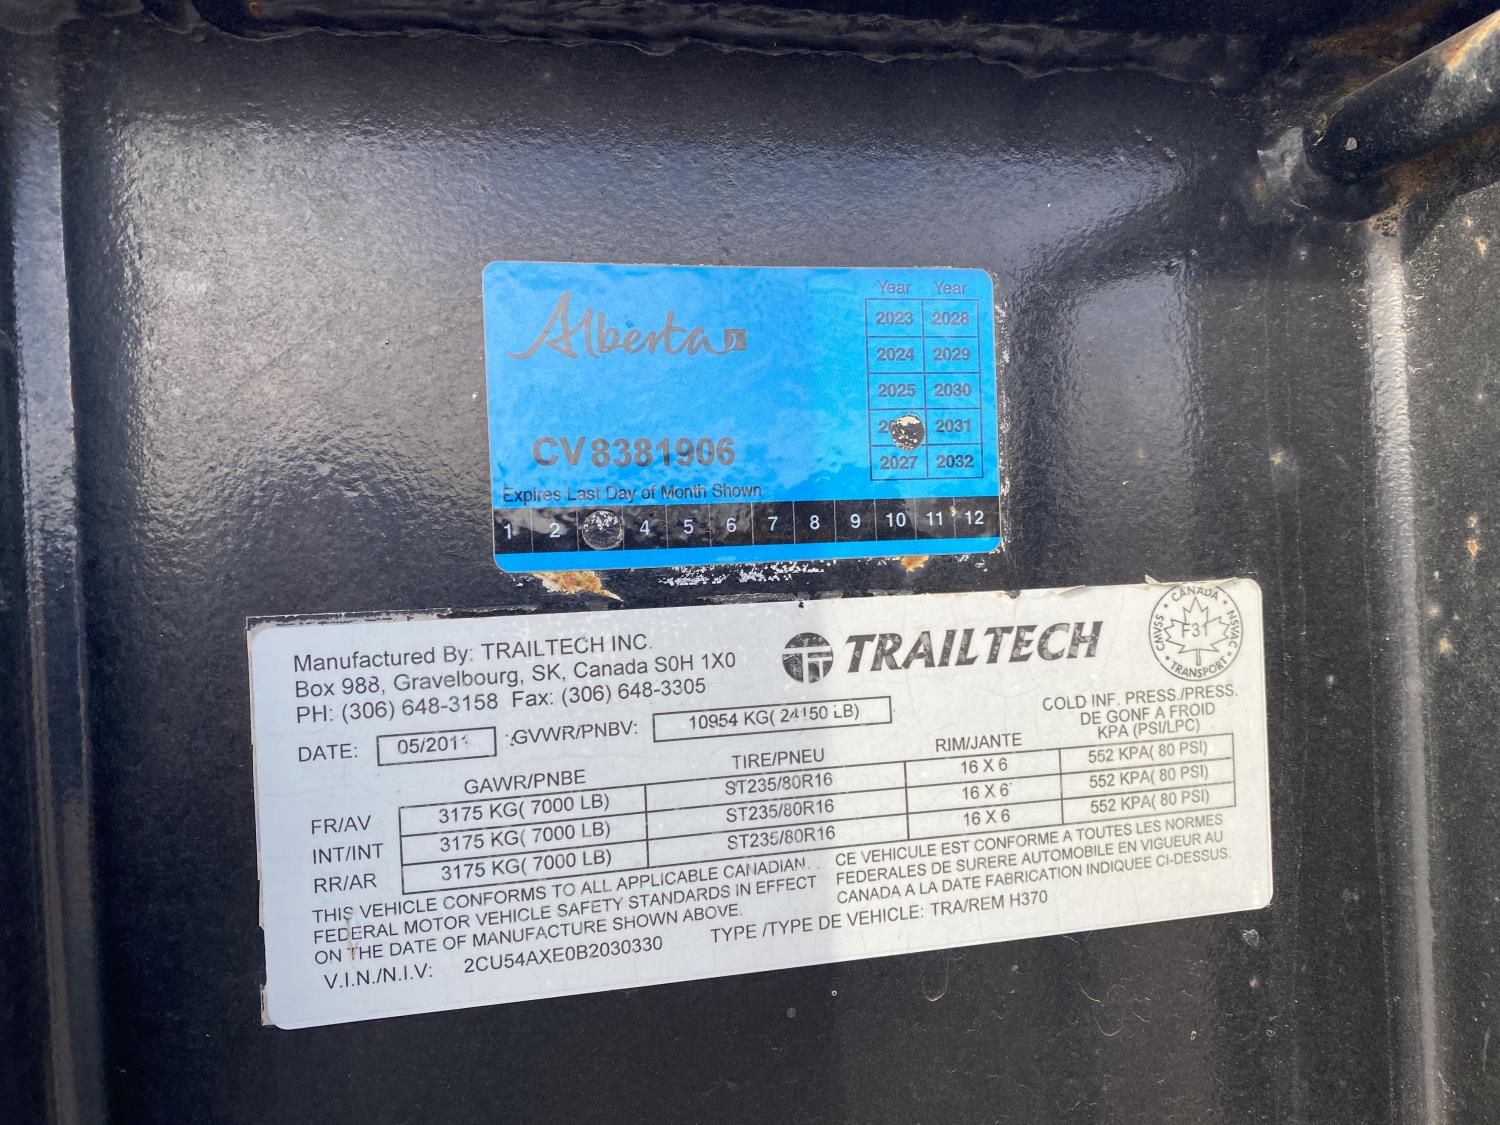 Alberta
Year Year
2023 2028
2024 2029
2025 2030
2031
2027 2032
CV8381906
Expires Last Day of Month Shown
1 2 4 5 6 7 8 9 10 11 12
Manufactured By: TRAILTECH INC.
Box 988, Gravelbourg, SK, Canada S0H 1X0
PH: (306) 648-3158 Fax: (306) 648-3305
TRAILTECH
CANADA
CMVSS
NSVAC
F31
TRANSPORT
DATE: 05/2011 GVWR/PNBV: 10954 KG( 24150 LB)
COLD INF. PRESS./PRESS.
DE GONF A FROID
KPA (PSI/LPC)
GAWR/PNBE TIRE/PNEU RIM/JANTE
FR/AV 3175 KG( 7000 LB) ST235/80R16 16 X 6 552 KPA( 80 PSI)
INT/INT 3175 KG( 7000 LB) ST235/80R16 16 X 6 552 KPA( 80 PSI)
RR/AR 3175 KG( 7000 LB) ST235/80R16 16 X 6 552 KPA( 80 PSI)
THIS VEHICLE CONFORMS TO ALL APPLICABLE CANADIAN
FEDERAL MOTOR VEHICLE SAFETY STANDARDS IN EFFECT
ON THE DATE OF MANUFACTURE SHOWN ABOVE.
CE VEHICULE EST CONFORME A TOUTES LES NORMES
FEDERALES DE SURERE AUTOMOBILE EN VIGUEUR AU
CANADA A LA DATE FABRICATION INDIQUEE CI-DESSUS.
V.I.N./N.I.V: 2CU54AXE0B2030330 TYPE /TYPE DE VEHICLE: TRA/REM H370